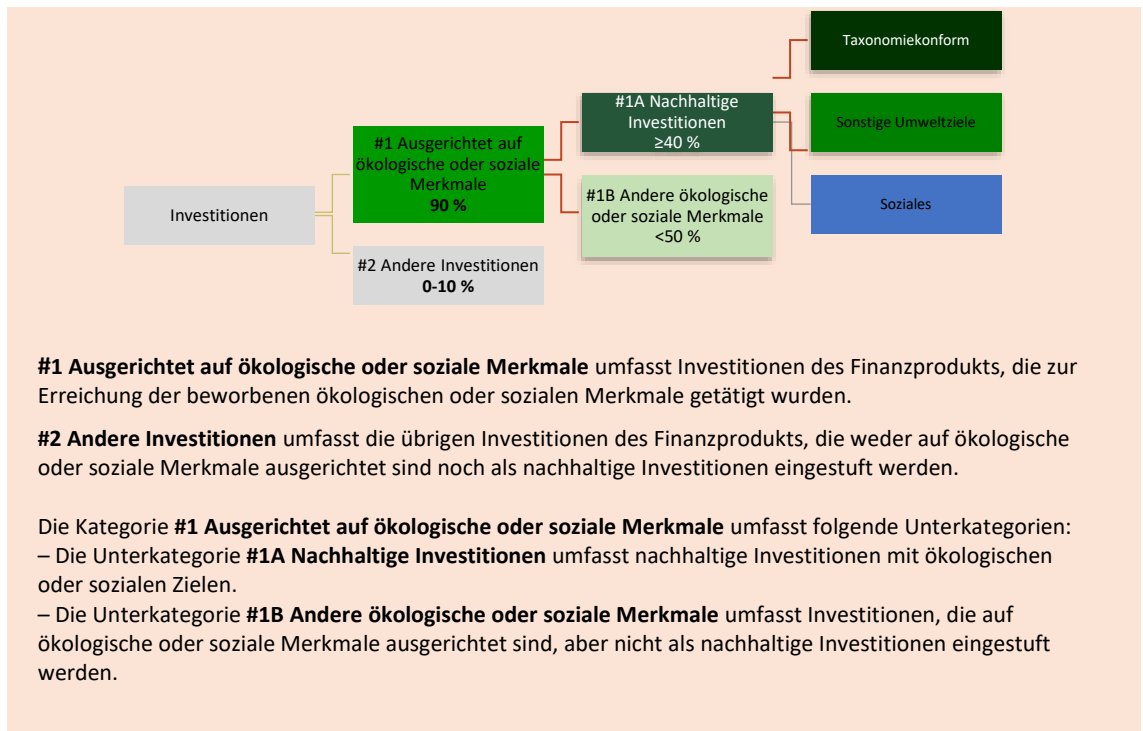 Taxonomiekonform
#1A Nachhaltige
Investitionen
≥40 %
Sonstige Umweltziele
#1 Ausgerichtet auf
ökologische oder soziale
Merkmale
90 %
Investitionen
#1B Andere ökologische
oder soziale Merkmale
<50 %
Soziales
#2 Andere Investitionen
0-10 %
#1 Ausgerichtet auf ökologische oder soziale Merkmale umfasst Investitionen des Finanzprodukts, die zur
Erreichung der beworbenen ökologischen oder sozialen Merkmale getätigt wurden.
#2 Andere Investitionen umfasst die übrigen Investitionen des Finanzprodukts, die weder auf ökologische
oder soziale Merkmale ausgerichtet sind noch als nachhaltige Investitionen eingestuft werden.
Die Kategorie #1 Ausgerichtet auf ökologische oder soziale Merkmale umfasst folgende Unterkategorien:
– Die Unterkategorie #1A Nachhaltige Investitionen umfasst nachhaltige Investitionen mit ökologischen
oder sozialen Zielen.
– Die Unterkategorie #1B Andere ökologische oder soziale Merkmale umfasst Investitionen, die auf
ökologische oder soziale Merkmale ausgerichtet sind, aber nicht als nachhaltige Investitionen eingestuft
werden.